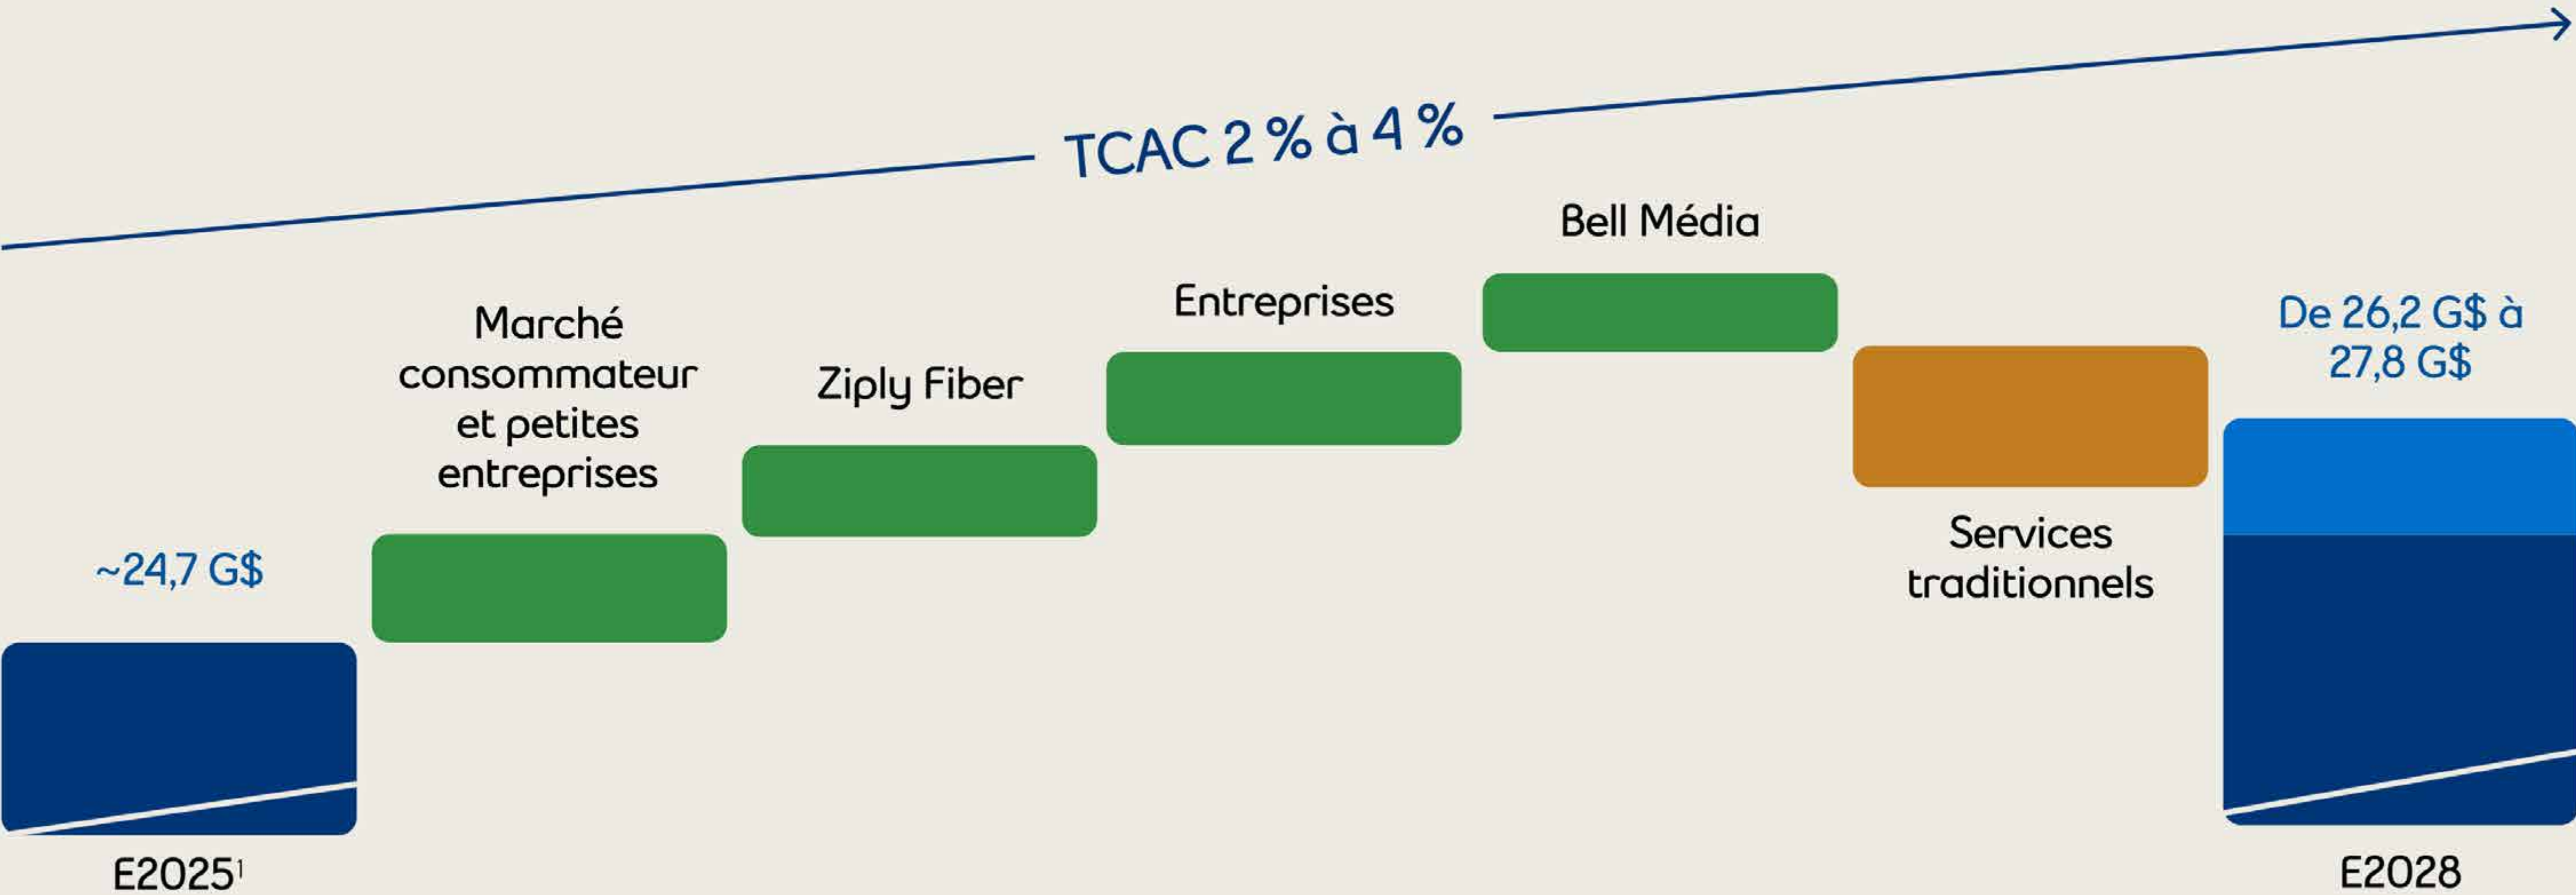 TCAC 2 % à 4 %
~24,7 G$
E2025¹
Marché
consommateur
et petites
entreprises
Ziply Fiber
Entreprises
Bell Média
Services
traditionnels
De 26,2 G$ à
27,8 G$
E2028